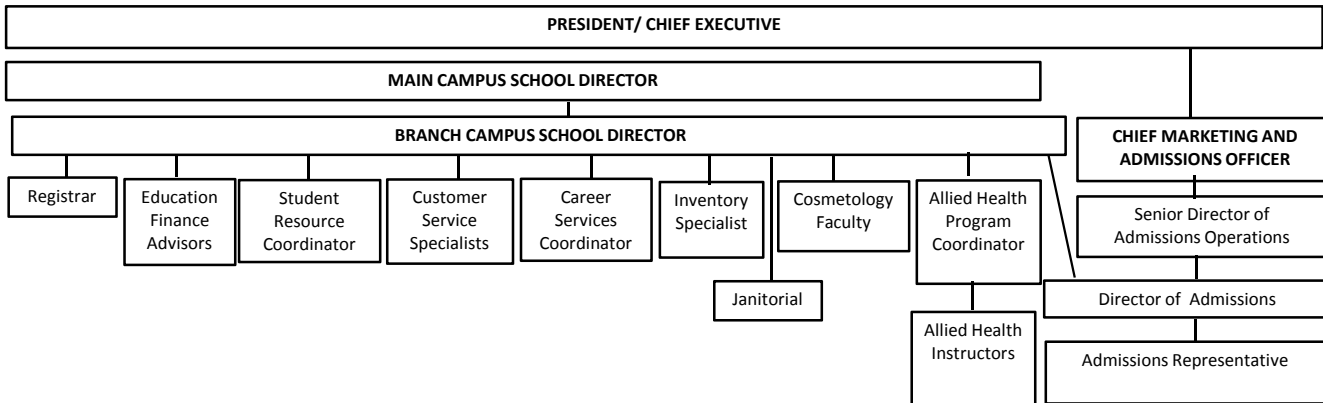 PRESIDENT/ CHIEF EXECUTIVE
MAIN CAMPUS SCHOOL DIRECTOR
BRANCH CAMPUS SCHOOL DIRECTOR
CHIEF MARKETING AND
ADMISSIONS OFFICER
Registrar
Education
Finance
Advisors
Student
Resource
Coordinator
Customer
Service
Specialists
Career
Services
Coordinator
Inventory
Specialist
Cosmetology
Faculty
Allied Health
Program
Coordinator
Senior Director of
Admissions Operations
Janitorial
Director of  Admissions
Allied Health
Instructors
Admissions Representative